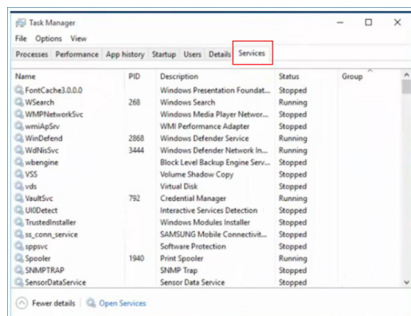 Task Manager
File Options View
Processes Performance App history Startup Users Details Services
Name PID Description Status Group
FontCache3.0.0.0 Windows Presentation Foundat... Stopped
WSearch 268 Windows Search Running
WMPNetworkSvc Windows Media Player Networ... Stopped
wmiApSrv WMI Performance Adapter Stopped
WinDefend 2868 Windows Defender Service Running
WdNisSvc 3444 Windows Defender Network In... Running
wbengine Block Level Backup Engine Serv... Stopped
VSS Volume Shadow Copy Stopped
vds Virtual Disk Stopped
VaultSvc 792 Credential Manager Running
UI0Detect Interactive Services Detection Stopped
TrustedInstaller Windows Modules Installer Stopped
ss_conn_service SAMSUNG Mobile Connectivit... Stopped
sppsvc Software Protection Stopped
Spooler 1940 Print Spooler Running
SNMPTRAP SNMP Trap Stopped
SensorDataService Sensor Data Service Stopped
Fewer details Open Services